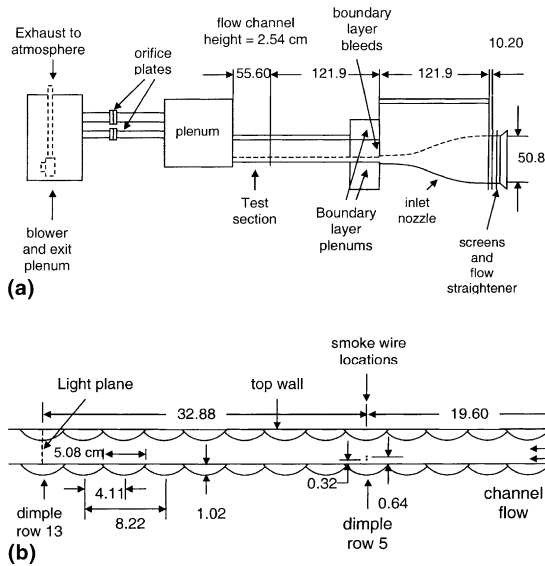 (a)
Exhaust to
atmosphere
orifice
plates
flow channel
height = 2.54 cm
boundary
layer
bleeds
10.20
55.60
121.9
121.9
plenum
50.8
Test
section
Boundary
layer
plenums
inlet
nozzle
screens
and
flow
straightener
blower
and exit
plenum
(b)
smoke wire
locations
Light plane
top wall
32.88
19.60
5.08 cm
4.11
8.22
1.02
0.32
0.64
dimple
row 13
dimple
row 5
channel
flow